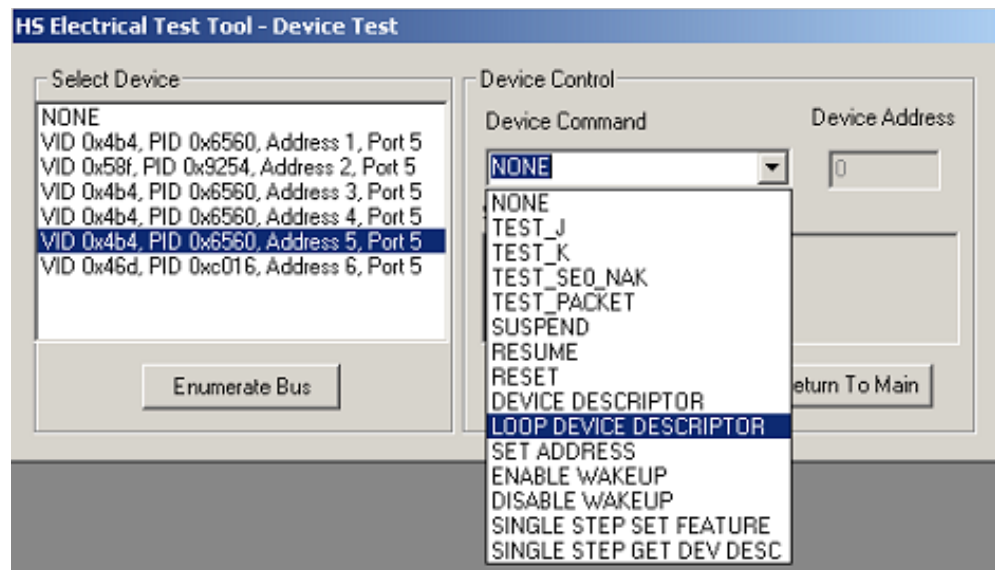 HS Electrical Test Tool - Device Test
Select Device
NONE
VID 0x4b4, PID 0x6560, Address 1, Port 5
VID 0x58f, PID 0x9254, Address 2, Port 5
VID 0x4b4, PID 0x6560, Address 3, Port 5
VID 0x4b4, PID 0x6560, Address 4, Port 5
VID 0x4b4, PID 0x6560, Address 5, Port 5
VID 0x46d, PID 0xc016, Address 6, Port 5
Enumerate Bus
Device Control
Device Command
Device Address
NONE
0
NONE
TEST_J
TEST_K
TEST_SE0_NAK
TEST_PACKET
SUSPEND
RESUME
RESET
DEVICE DESCRIPTOR
LOOP DEVICE DESCRIPTOR
SET ADDRESS
ENABLE WAKEUP
DISABLE WAKEUP
SINGLE STEP SET FEATURE
SINGLE STEP GET DEV DESC
eturn To Main